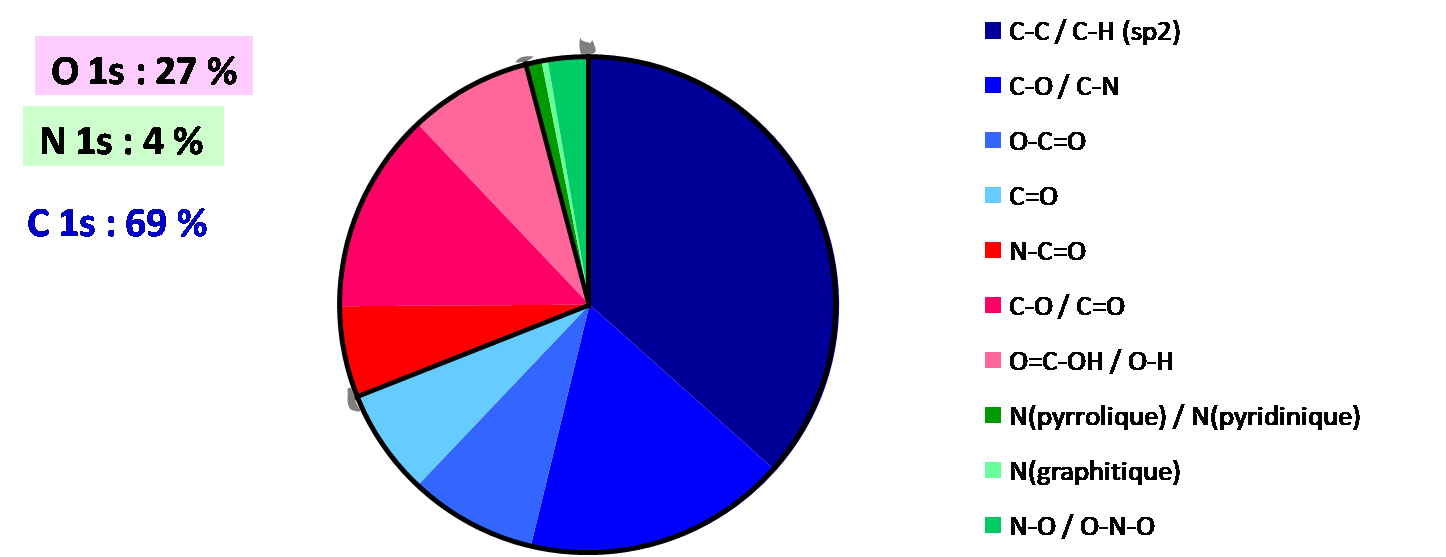 O 1s : 27 %
N 1s : 4 %
C 1s : 69 %
C-C / C-H (sp2)
C-O / C-N
O-C=O
C=O
N-C=O
C-O / C=O
O=C-OH / O-H
N(pyrrolique) / N(pyridinique)
N(graphitique)
N-O / O-N-O